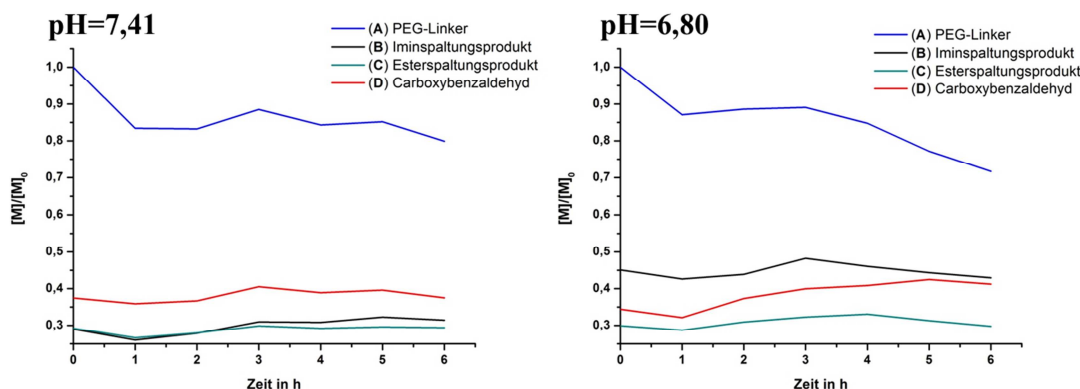 pH=7,41
(A) PEG-Linker
(B) Iminspaltungsprodukt
(C) Esterspaltungsprodukt
(D) Carboxybenzaldehyd
1,0
0,9
0,8
0,7
0,6
0,5
0,4
0,3
[M]/[M]0
0 1 2 3 4 5 6
Zeit in h
pH=6,80
(A) PEG-Linker
(B) Iminspaltungsprodukt
(C) Esterspaltungsprodukt
(D) Carboxybenzaldehyd
1,0
0,9
0,8
0,7
0,6
0,5
0,4
0,3
[M]/[M]0
0 1 2 3 4 5 6
Zeit in h